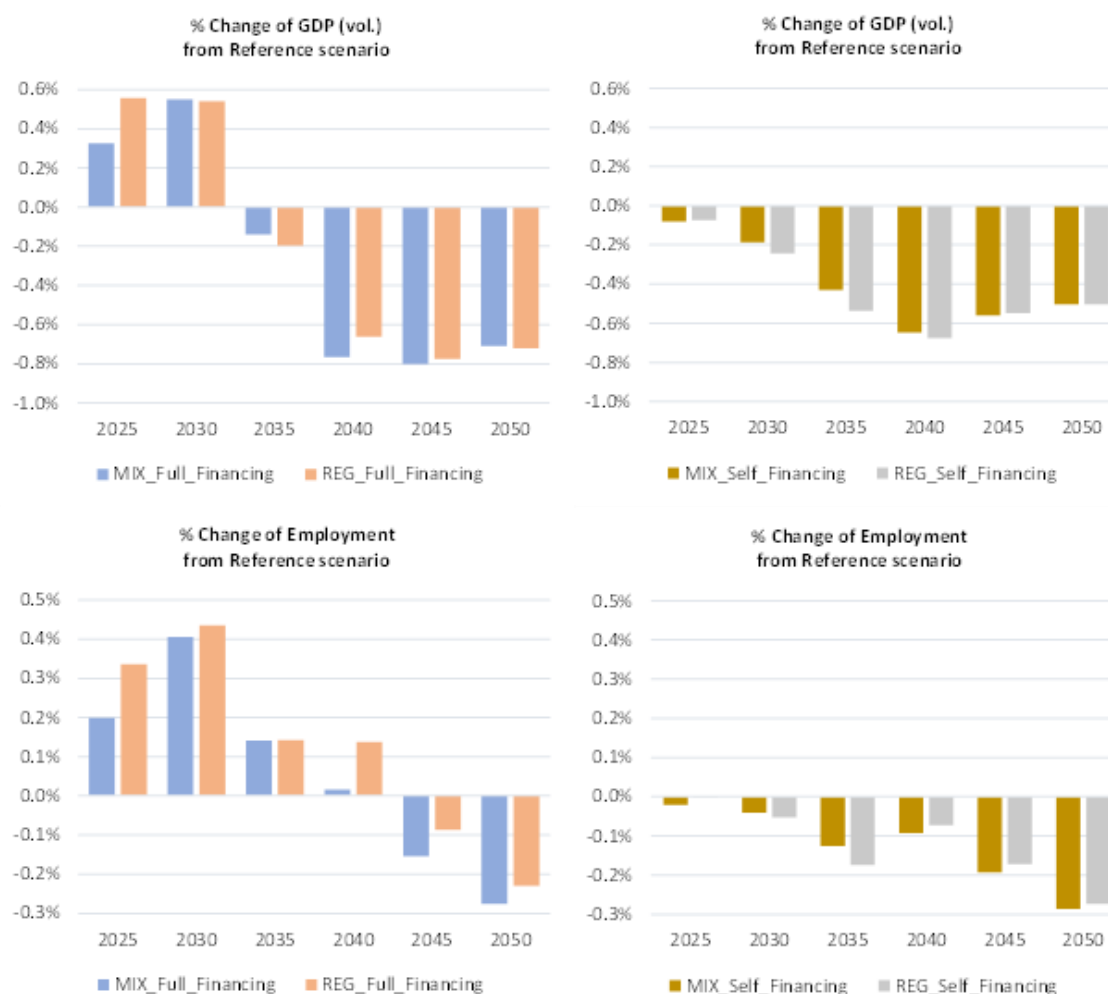 % Change of GDP (vol.)
from Reference scenario
0.6%
0.4%
0.2%
0.0%
-0.2%
-0.4%
-0.6%
-0.8%
-1.0%
2025 2030 2035 2040 2045 2050
MIX_Full_Financing REG_Full_Financing
% Change of GDP (vol.)
from Reference scenario
0.6%
0.4%
0.2%
0.0%
-0.2%
-0.4%
-0.6%
-0.8%
-1.0%
2025 2030 2035 2040 2045 2050
MIX_Self_Financing REG_Self_Financing
% Change of Employment
from Reference scenario
0.5%
0.4%
0.3%
0.2%
0.1%
0.0%
-0.1%
-0.2%
-0.3%
2025 2030 2035 2040 2045 2050
MIX_Full_Financing REG_Full_Financing
% Change of Employment
from Reference scenario
0.5%
0.4%
0.3%
0.2%
0.1%
0.0%
-0.1%
-0.2%
-0.3%
2025 2030 2035 2040 2045 2050
MIX_Self_Financing REG_Self_Financing